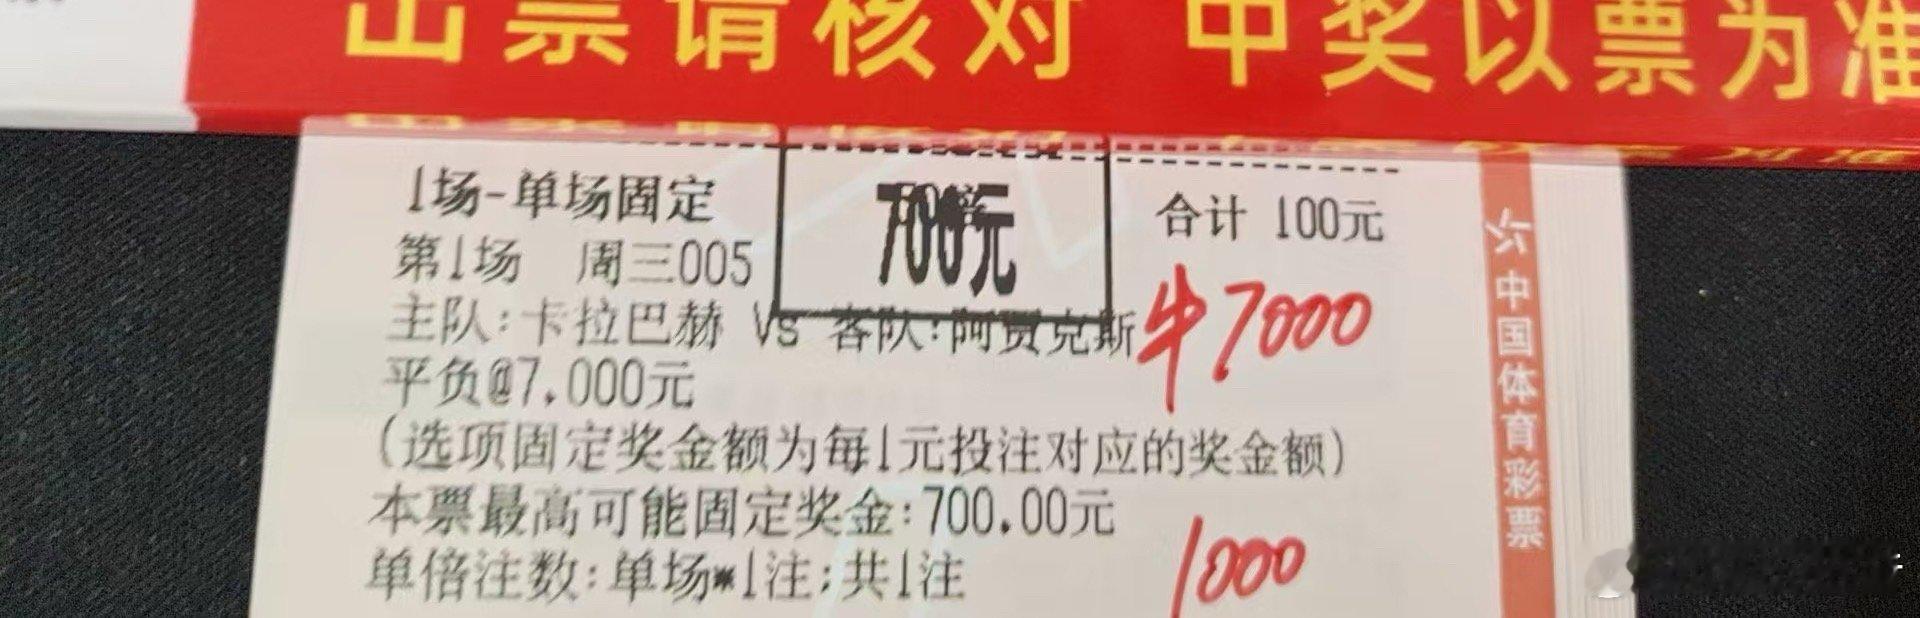 出票请核对 中奖以票为准
1场-单场固定
700元
合计 100元
第1场 周三005
主队:卡拉巴赫 Vs 客队:阿贾克斯
牛7000
平负@7.000元
(选项固定奖金额为每1元投注对应的奖金额)
本票最高可能固定奖金:700.00元
1000
单倍注数:单场*1注;共1注
中国体育彩票